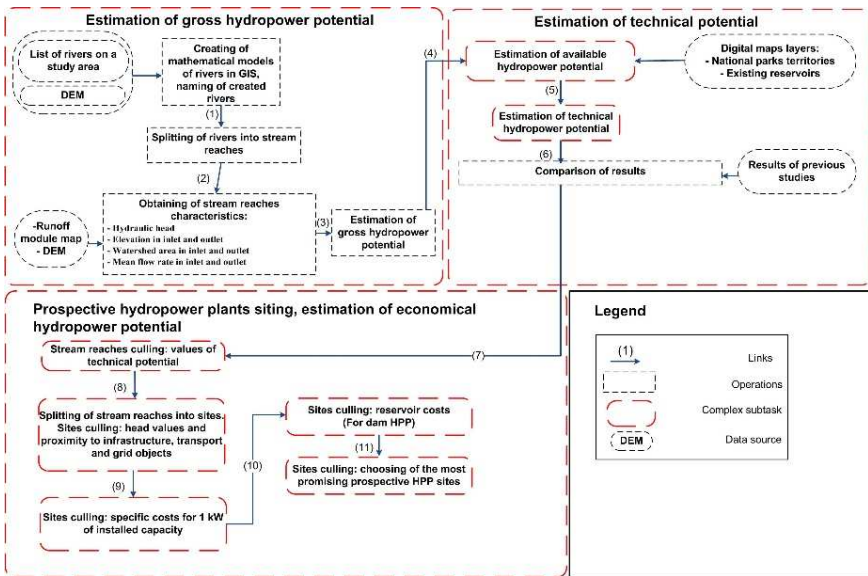 Estimation of gross hydropower potential
List of rivers on a
study area
DEM
Creating of
mathematical models
of rivers in GIS,
naming of created
rivers
(1)
Splitting of rivers into stream
reaches
(2)
-Runoff
module map
- DEM
Obtaining of stream reaches
characteristics:
- Hydraulic head
- Elevation in inlet and outlet
- Watershed area in inlet and outlet
- Mean flow rate in inlet and outlet
(3)
Estimation of
gross hydropower
potential
(4)
Estimation of technical potential
Estimation of available
hydropower potential
Digital maps layers:
- National parks territories
- Existing reservoirs
(5)
Estimation of technical
hydropower potential
(6)
Comparison of results
Results of previous
studies
Prospective hydropower plants siting, estimation of economical
hydropower potential
(7)
Stream reaches culling: values of
technical potential
(8)
Splitting of stream reaches into sites.
Sites culling: head values and
proximity to infrastructure, transport
and grid objects
(9)
Sites culling: specific costs for 1 kW
of installed capacity
(10)
Sites culling: reservoir costs
(For dam HPP)
(11)
Sites culling: choosing of the most
promising prospective HPP sites
Legend
(1)
Links
Operations
Complex subtask
DEM
Data source